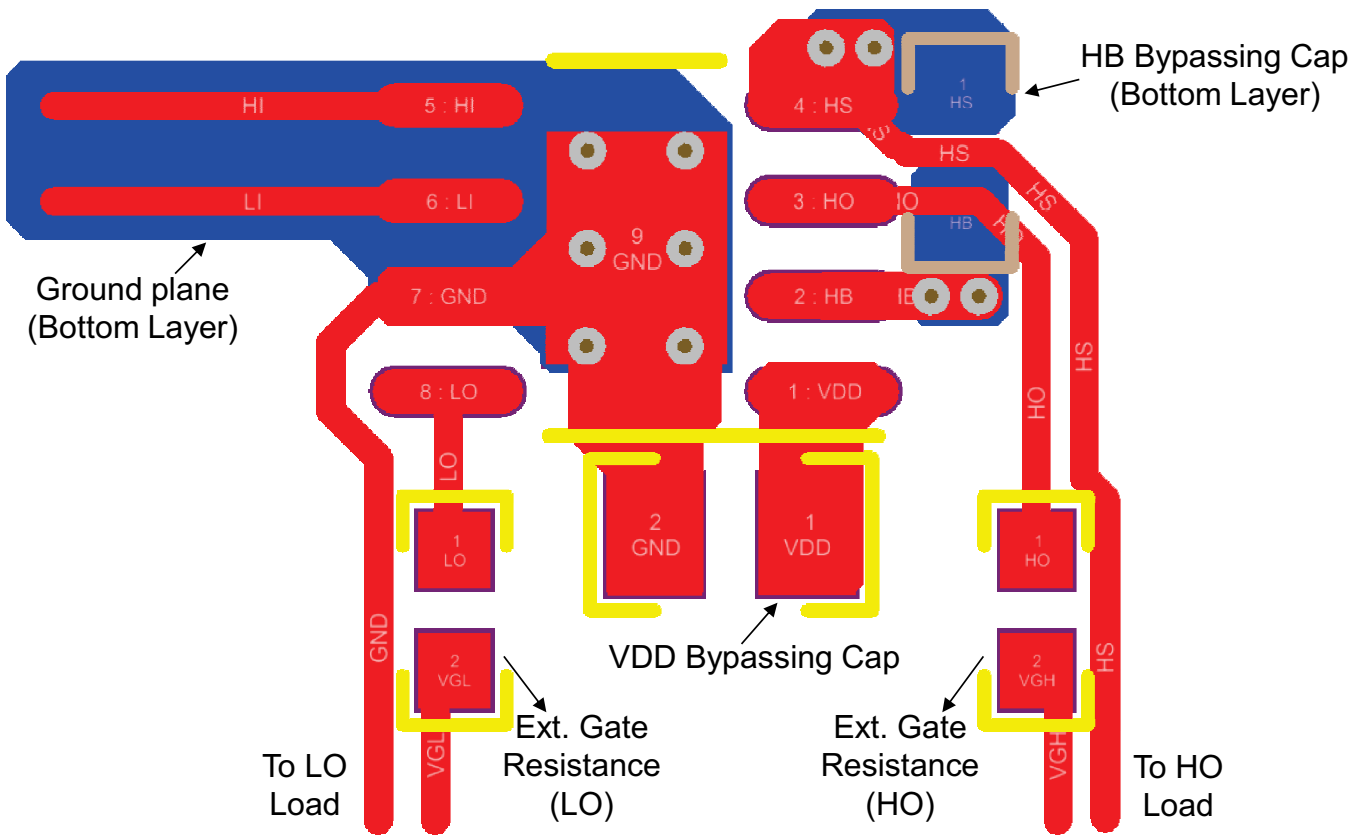 HB Bypassing Cap
(Bottom Layer)
HI
5 : HI
4 : HS
1
HS
HS
HS
HS
LI
6 : LI
3 : HO
HO
HB
HO
9
GND
Ground plane
(Bottom Layer)
7 : GND
2 : HB
HS
8 : LO
1 : VDD
HO
LO
1
LO
2
GND
1
VDD
1
HO
GND
2
VGL
VDD Bypassing Cap
2
VGH
HS
VGL
Ext. Gate
Resistance
(LO)
Ext. Gate
Resistance
(HO)
VGH
To LO
Load
To HO
Load